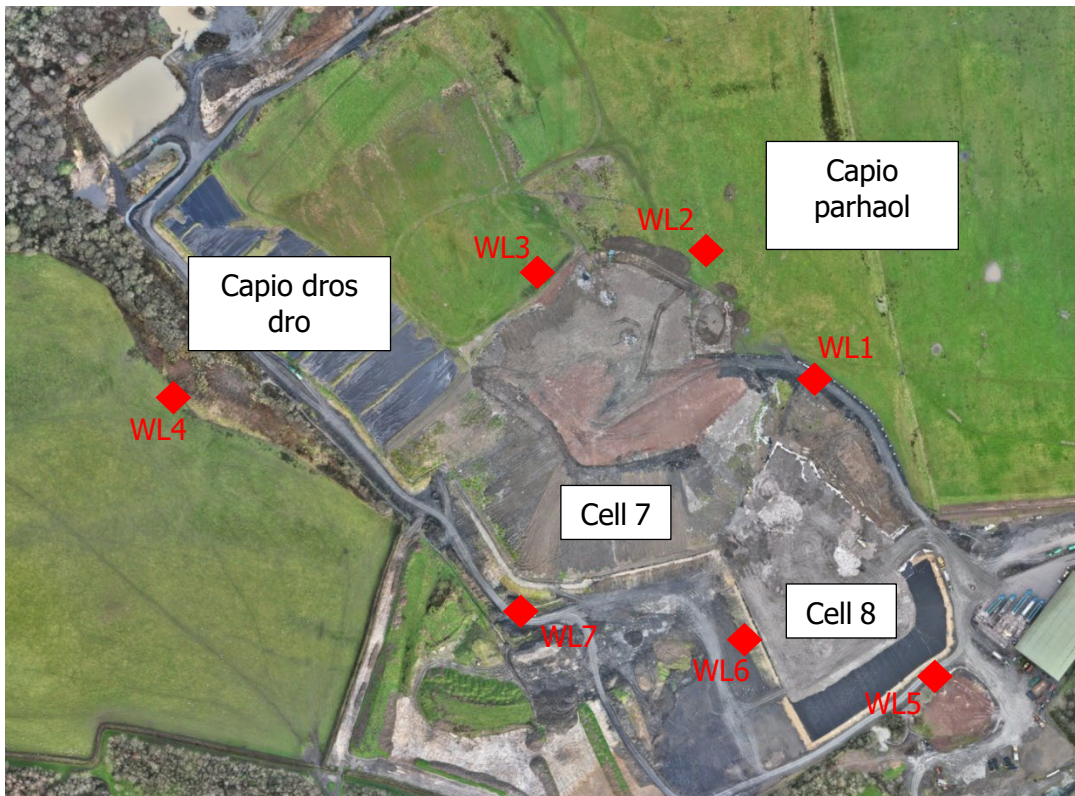 Capio
parhaol
WL2
WL3
Capio dros
dro
WL1
WL4
Cell 7
Cell 8
WL7
WL6
WL5